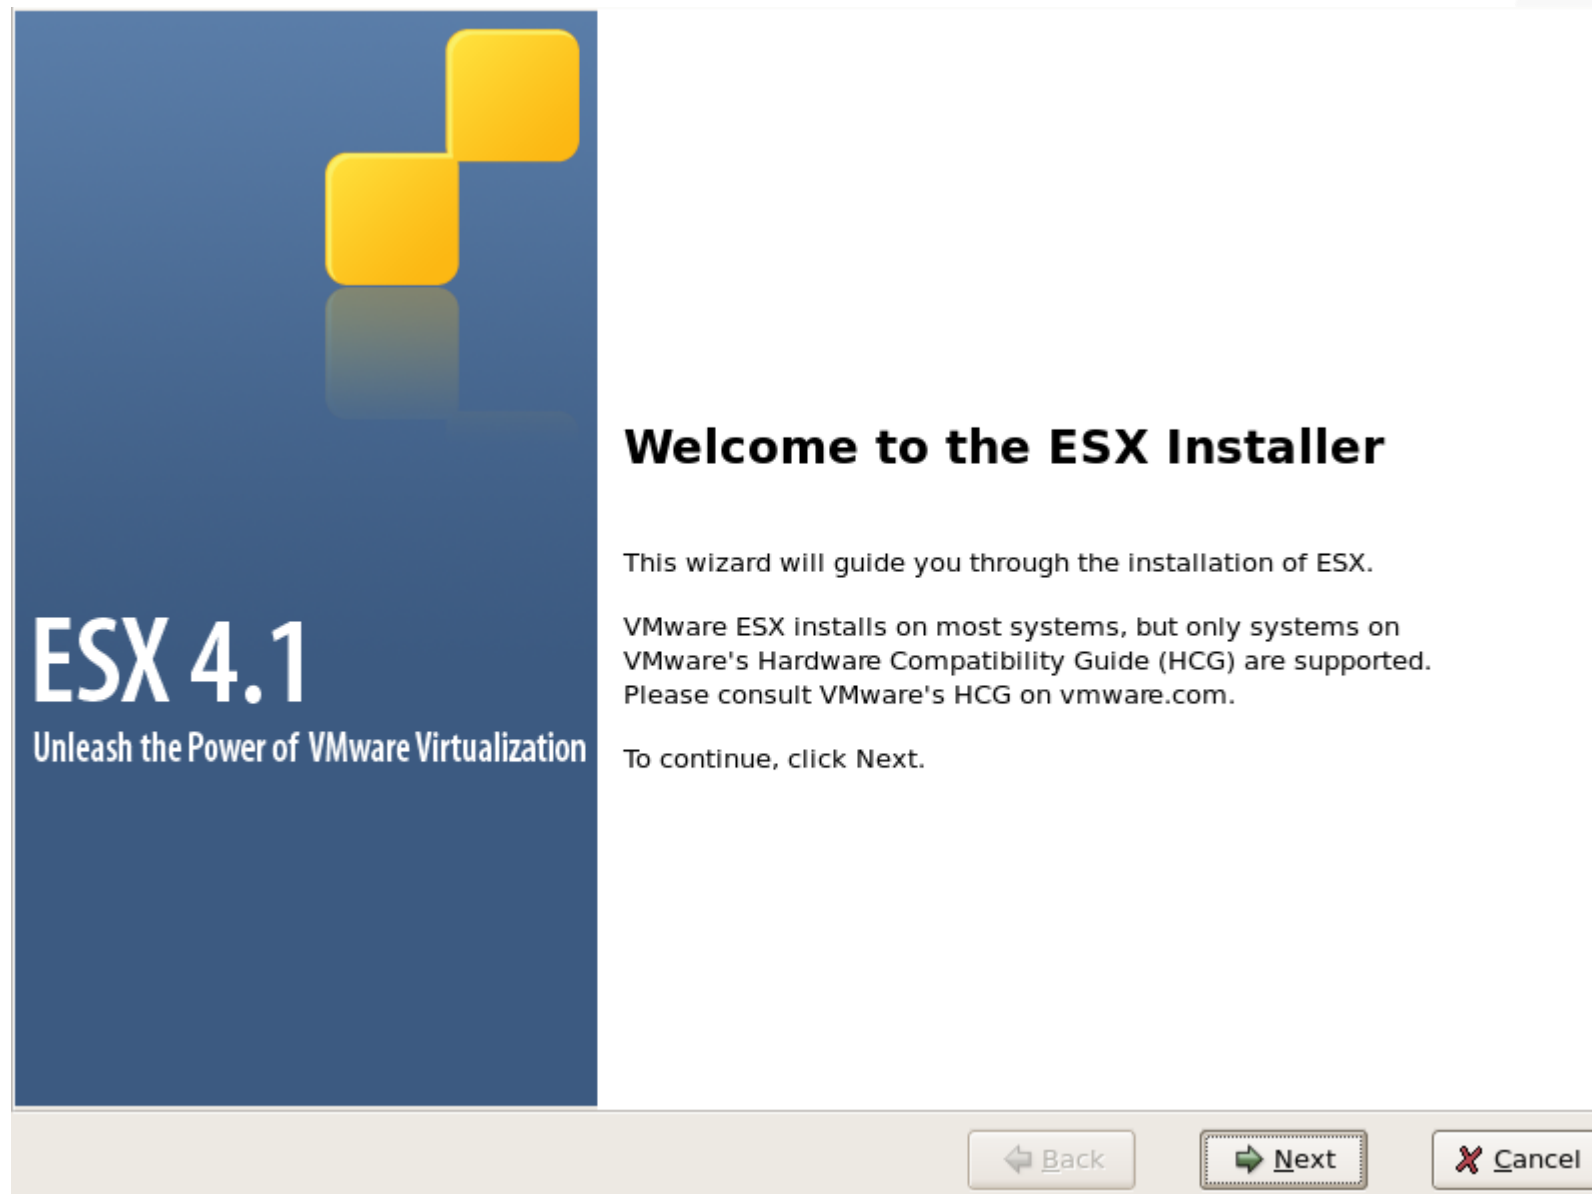 ESX 4.1
Unleash the Power of VMware Virtualization
Welcome to the ESX Installer
This wizard will guide you through the installation of ESX.
VMware ESX installs on most systems, but only systems on
VMware's Hardware Compatibility Guide (HCG) are supported.
Please consult VMware's HCG on vmware.com.
To continue, click Next.
Back
Next
Cancel